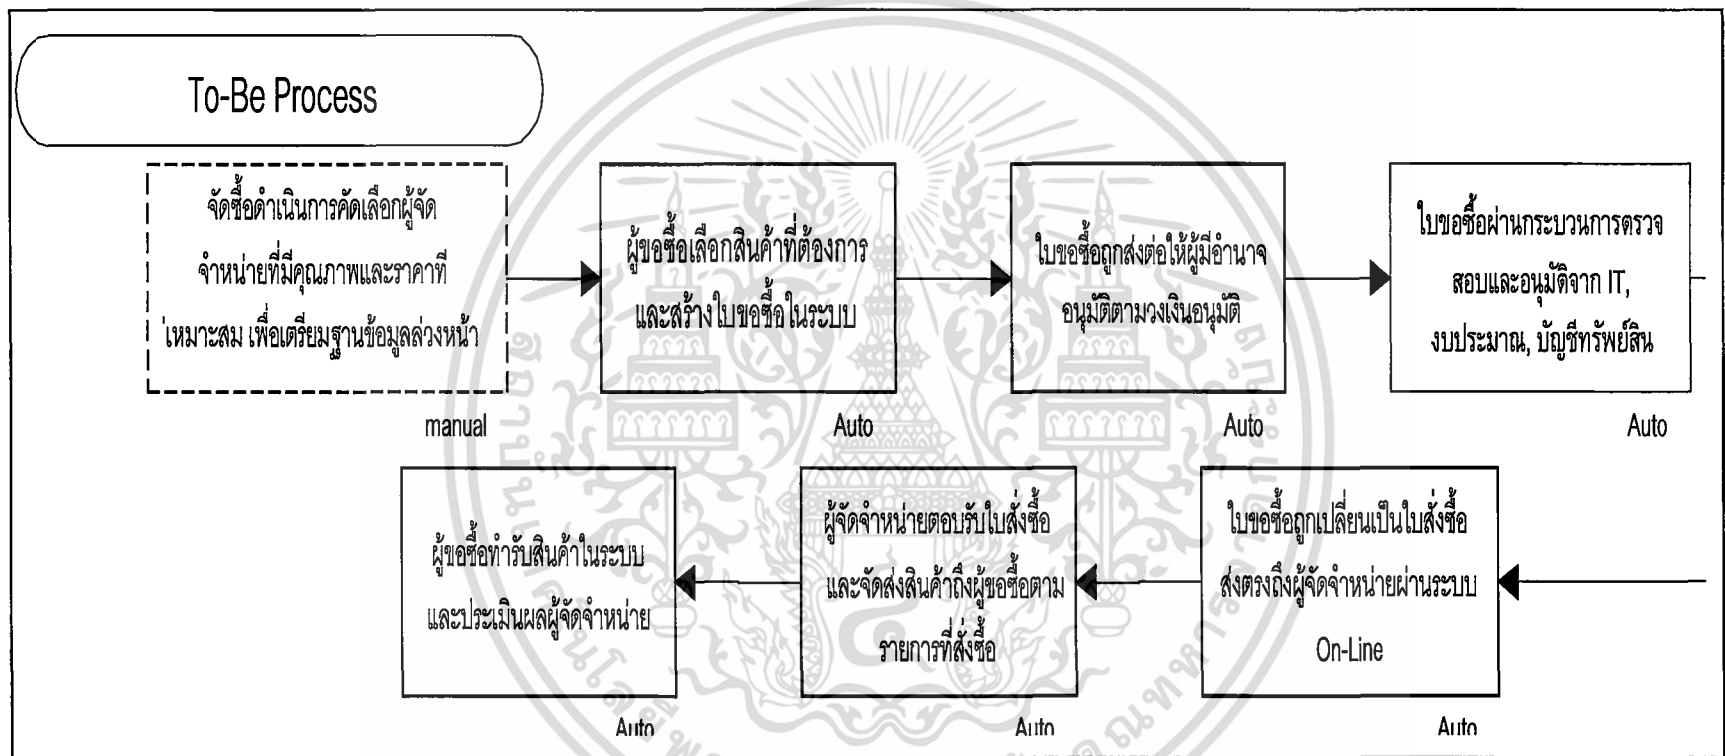 To-Be Process
จัดซื้อดำเนินการคัดเลือกผู้จัด
จำหน่ายที่มีคุณภาพและราคาที
่เหมาะสม เพื่อเตรียมฐานข้อมูลล่วงหน้า
manual
ผู้ขอซื้อเลือกสินค้าที่ต้องการ
และสร้างใบขอซื้อในระบบ
Auto
ใบขอซื้อถูกส่งต่อให้ผู้มีอำนาจ
อนุมัติตามวงเงินอนุมัติ
Auto
ใบขอซื้อผ่านกระบวนการตรวจ
สอบและอนุมัติจาก IT,
งบประมาณ, บัญชีทรัพย์สิน
Auto
ใบขอซื้อถูกเปลี่ยนเป็นใบสั่งซื้อ
ส่งตรงถึงผู้จัดจำหน่ายผ่านระบบ
On-Line
Auto
ผู้จัดจำหน่ายตอบรับใบสั่งซื้อ
และจัดส่งสินค้าถึงผู้ขอซื้อตาม
รายการที่สั่งซื้อ
Auto
ผู้ขอซื้อทำรับสินค้าในระบบ
และประเมินผลผู้จัดจำหน่าย
Auto